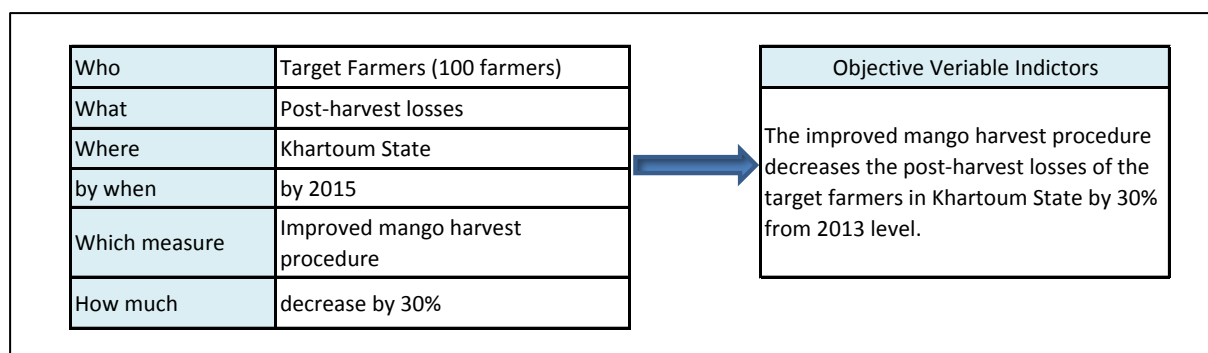 Who Target Farmers (100 farmers)
What Post-harvest losses
Where Khartoum State
by when by 2015
Which measure Improved mango harvest
procedure
How much decrease by 30%
Objective Veriable Indictors
The improved mango harvest procedure
decreases the post-harvest losses of the
target farmers in Khartoum State by 30%
from 2013 level.